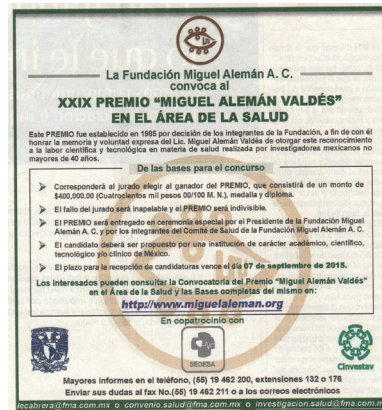 La Fundación Miguel Alemán A. C.
convoca al
XXIX PREMIO “MIGUEL ALEMÁN VALDÉS”
EN EL ÁREA DE LA SALUD
Este PREMIO fue establecido en 1985 por decisión de los integrantes de la Fundación, a fin de con él
honrar la memoria y voluntad expresa del Lic. Miguel Alemán Valdés de otorgar este reconocimiento
a la labor científica y tecnológica en materia de salud realizada por investigadores mexicanos no
mayores de 40 años.
De las bases para el concurso
Corresponderá al jurado elegir al ganador del PREMIO, que consistirá de un monto de
$400,000.00 (Cuatrocientos mil pesos 00/100 M. N.), medalla y diploma.
El fallo del jurado será inapelable y el PREMIO será indivisible.
El PREMIO será entregado en ceremonia especial por el Presidente de la Fundación Miguel
Alemán A. C. y por los integrantes del Comité de Salud de la Fundación Miguel Alemán A. C.
El candidato deberá ser propuesto por una institución de carácter académico, científico,
tecnológico y/o clínico de México.
El plazo para la recepción de candidaturas vence el día 07 de septiembre de 2015.
Los interesados pueden consultar la Convocatoria del Premio “Miguel Alemán Valdés”
en el Área de la Salud y las Bases completas del mismo en:
http://www.miguelaleman.org
En copatrocinio con
SEDESA
Cinvestav
Mayores informes en el teléfono, (55) 19 462 200, extensiones 132 o 176
Enviar sus dudas al fax No.(55) 19 462 211 o a los correos electrónicos
lecabrera@fma.com.mx o convenio.salud@fma.com.mx o investigacion.salud@fma.com.mx